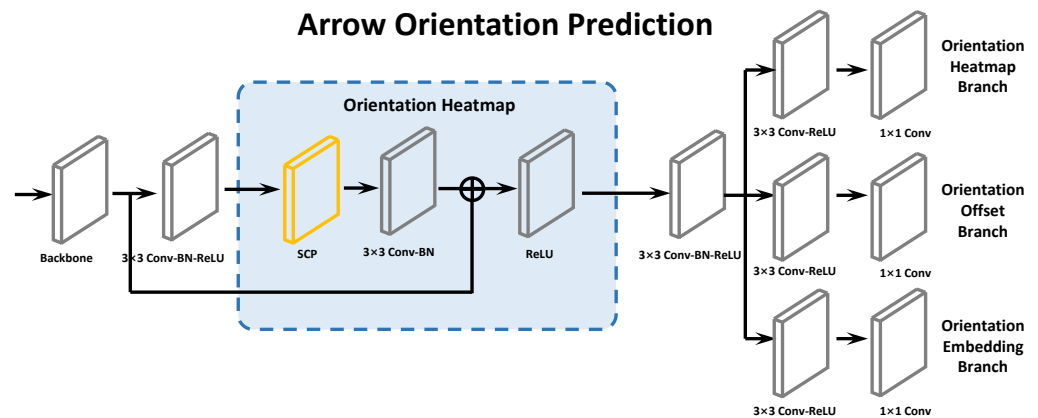 Arrow Orientation Prediction
Orientation Heatmap
Backbone
3×3 Conv-BN-ReLU
SCP
3×3 Conv-BN
ReLU
3×3 Conv-BN-ReLU
3×3 Conv-ReLU
1×1 Conv
Orientation
Heatmap
Branch
3×3 Conv-ReLU
1×1 Conv
Orientation
Offset
Branch
3×3 Conv-ReLU
1×1 Conv
Orientation
Embedding
Branch